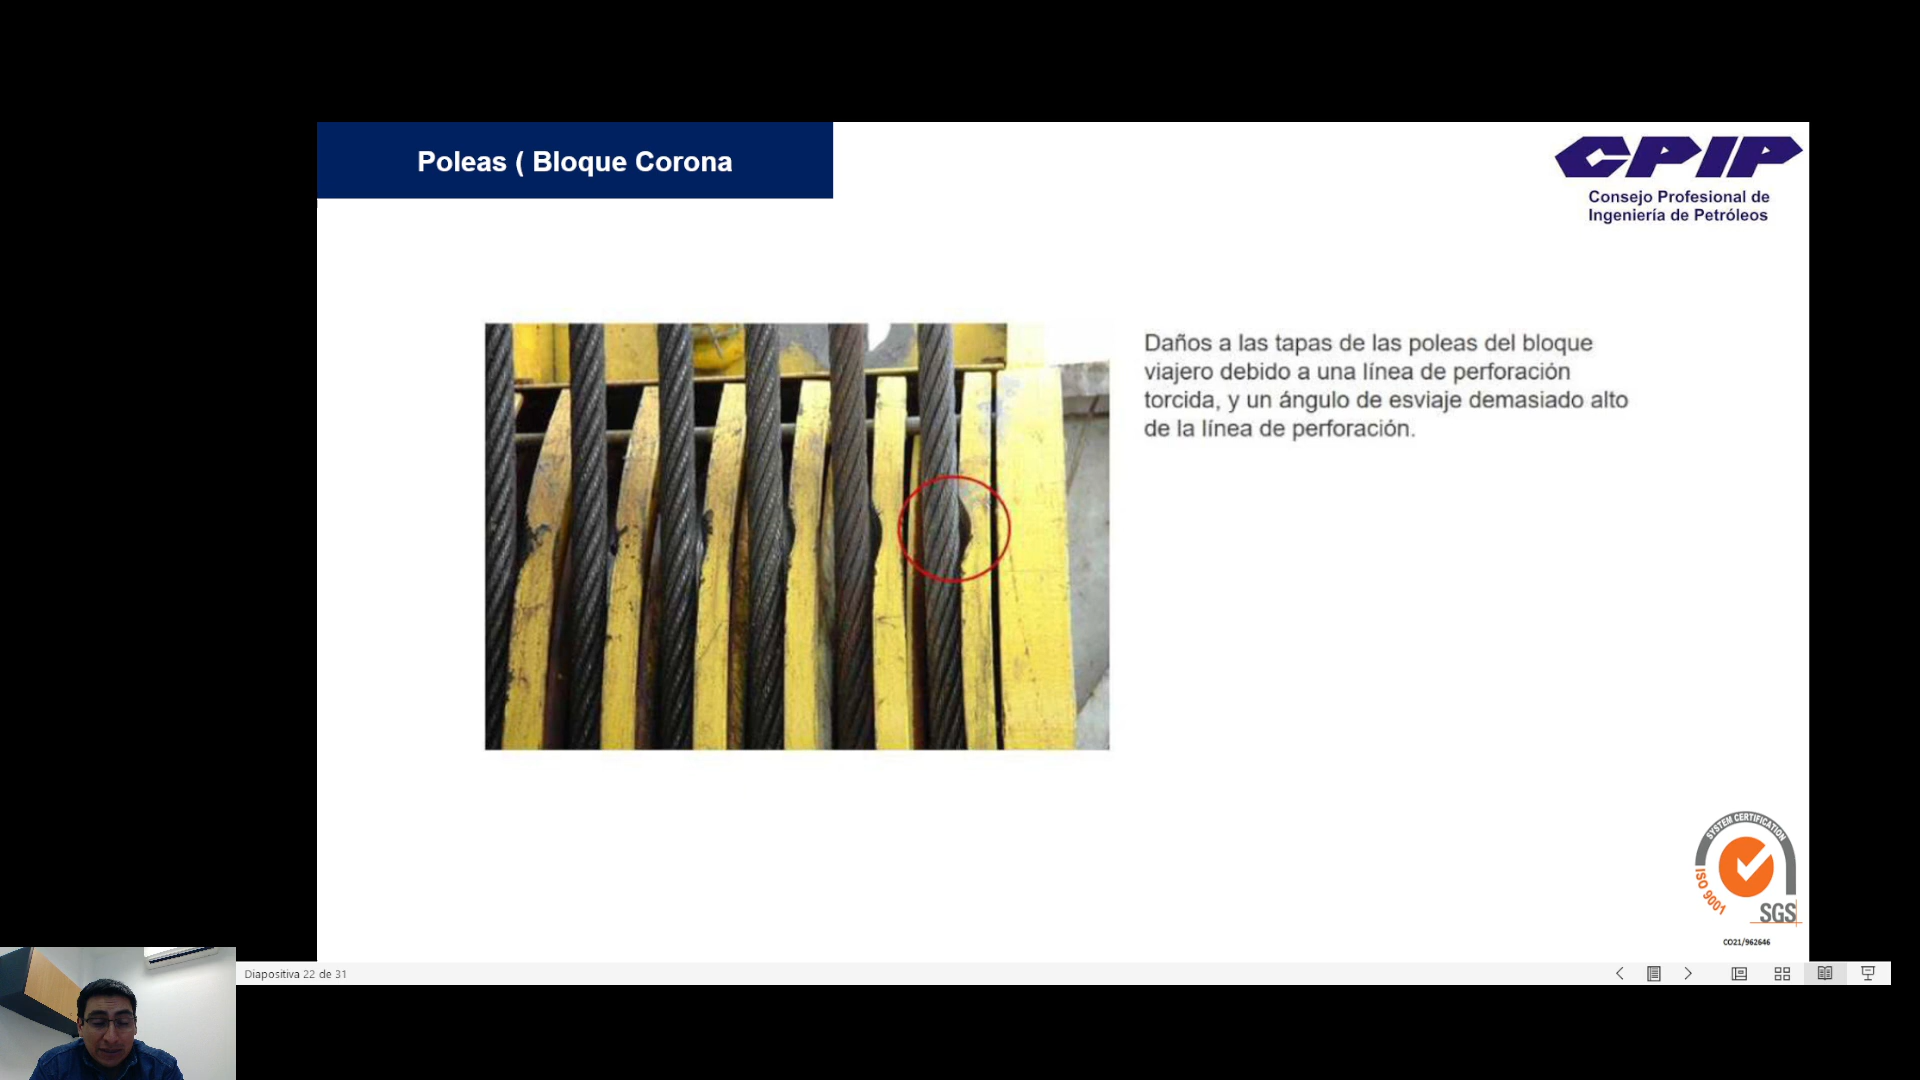 Poleas ( Bloque Corona
CPIP
Consejo Profesional de
Ingeniería de Petróleos
Daños a las tapas de las poleas del bloque
viajero debido a una línea de perforación
torcida, y un ángulo de esviaje demasiado alto
de la línea de perforación.
SYSTEM CERTIFICATION
ISO 9001
SGS
CO21/962646
Diapositiva 22 de 31